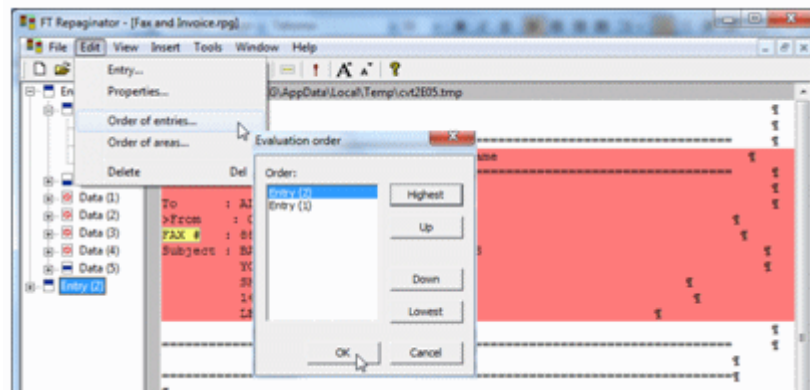 FT Repaginator - [Fax and Invoice.rpg]
File Edit View Insert Tools Window Help
Entry...
Properties...
Order of entries...
Order of areas...
Delete Del
\AppData\Local\Temp\cvt2E05.tmp
Evaluation order
Order:
Entry (2)
Entry (1)
Highest
Up
Down
Lowest
OK
Cancel
Data (1)
Data (2)
Data (3)
Data (4)
Data (5)
Entry (2)
To :
>From :
FAX # :
Subject :